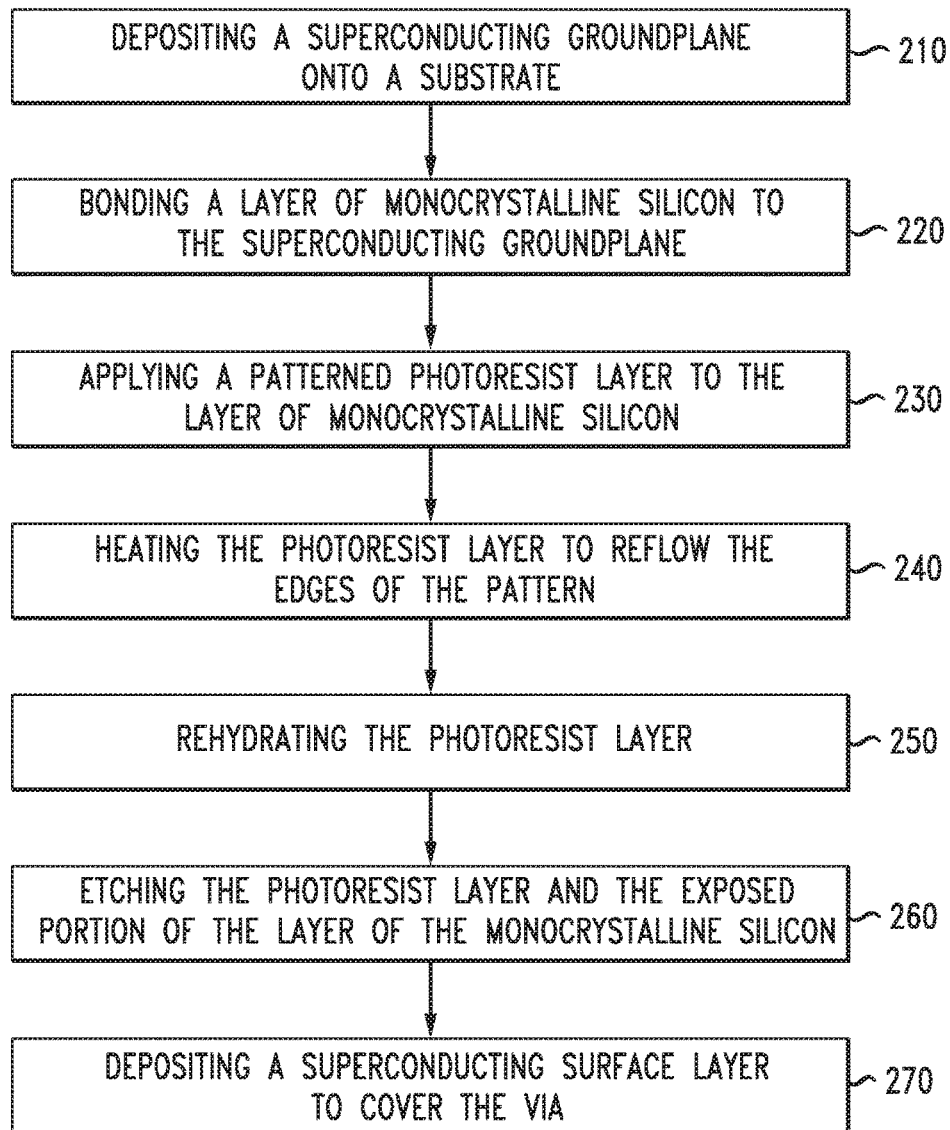 DEPOSITING A SUPERCONDUCTING GROUNDPLANE
ONTO A SUBSTRATE
210
BONDING A LAYER OF MONOCRYSTALLINE SILICON TO
THE SUPERCONDUCTING GROUNDPLANE
220
APPLYING A PATTERNED PHOTORESIST LAYER TO THE
LAYER OF MONOCRYSTALLINE SILICON
230
HEATING THE PHOTORESIST LAYER TO REFLOW THE
EDGES OF THE PATTERN
240
REHYDRATING THE PHOTORESIST LAYER
250
ETCHING THE PHOTORESIST LAYER AND THE EXPOSED
PORTION OF THE LAYER OF THE MONOCRYSTALLINE SILICON
260
DEPOSITING A SUPERCONDUCTING SURFACE LAYER
TO COVER THE VIA
270